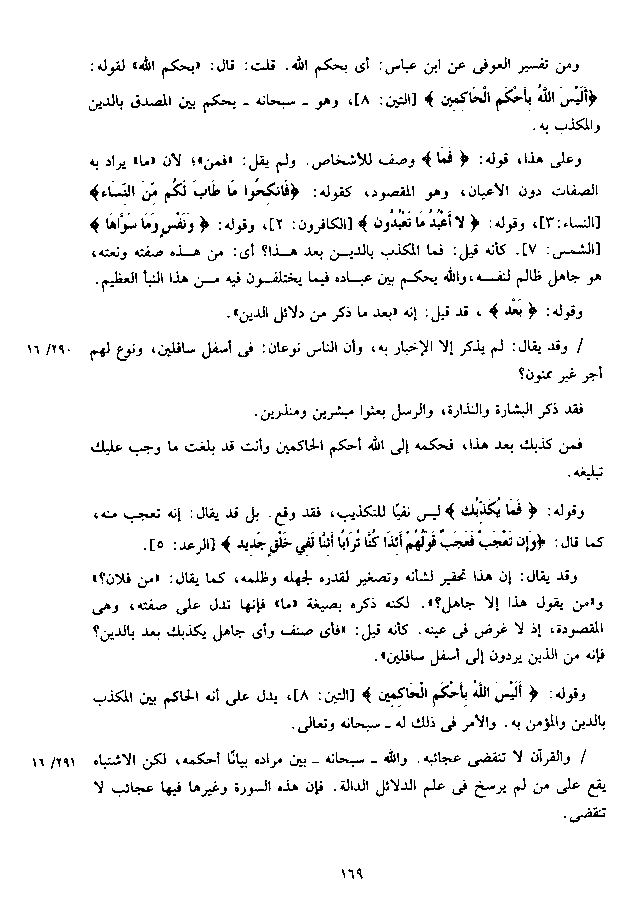 ومن تفسير العوفى عن ابن عباس: أى بحكم الله. قلت: قال: «بحكم الله» لقوله:
﴿أَلَيْسَ اللَّهُ بِأَحْكَمِ الْحَاكِمِينَ﴾ [التين: ٨]، وهو ـ سبحانه ـ يحكم بين المصدق بالدين
والمكذب به.
وعلى هذا، قوله: ﴿فَمَا﴾ وصف للأشخاص. ولم يقل: «فمن»؛ لأن «ما» يراد به
الصفات دون الأعيان، وهو المقصود، كقوله: ﴿فَانكِحُوا مَا طَابَ لَكُم مِّنَ النِّسَاءِ﴾
[النساء:٣]، وقوله: ﴿لا أَعْبُدُ مَا تَعْبُدُونَ﴾ [الكافرون: ٢]، وقوله: ﴿وَنَفْسٍ وَمَا سَوَّاهَا﴾
[الشمس: ٧]. كأنه قيل: فما المكذب بالدين بعد هذا؟ أى: من هذه صفته ونعته،
هو جاهل ظالم لنفسه، والله يحكم بين عباده فيما يختلفون فيه من هذا النبأ العظيم.
وقوله: ﴿بَعْدُ﴾، قد قيل: إنه «بعد ما ذكر من دلائل الدين».
/ وقد يقال: لم يذكر إلا الإخبار به، وأن الناس نوعان: فى أسفل سافلين، ونوع لهم ١٦/٢٩٠
أجر غير ممنون؟
فقد ذكر البشارة والنذارة، والرسل بعثوا مبشرين ومنذرين.
فمن كذبك بعد هذا، فحكمه إلى الله أحكم الحاكمين وأنت قد بلغت ما وجب عليك
تبليغه.
وقوله: ﴿فَمَا يُكَذِّبُكَ﴾ ليس نفيًا للتكذيب، فقد وقع. بل قد يقال: إنه تعجب منه،
كما قال: ﴿وَإِن تَعْجَبْ فَعَجَبٌ قَوْلُهُمْ أَئِذَا كُنَّا تُرَابًا أَئِنَّا لَفِي خَلْقٍ جَدِيدٍ﴾ [الرعد: ٥].
وقد يقال: إن هذا تحقير لشأنه وتصغير لقدره لجهله وظلمه، كما يقال: «من فلان؟»
و«من يقول هذا إلا جاهل؟». لكنه ذكره بصيغة «ما» فإنها تدل على صفته، وهى
المقصودة، إذ لا غرض فى عينه. كأنه قيل: «فأى صنف وأى جاهل يكذبك بعد بالدين؟
فإنه من الذين يردون إلى أسفل سافلين».
وقوله: ﴿أَلَيْسَ اللَّهُ بِأَحْكَمِ الْحَاكِمِينَ﴾ [التين: ٨]، يدل على أنه الحاكم بين المكذب
بالدين والمؤمن به. والأمر فى ذلك له ـ سبحانه وتعالى.
/ والقرآن لا تنقضى عجائبه. والله ـ سبحانه ـ بين مراده بيانًا أحكمه، لكن الاشتباه ١٦/٢٩١
يقع على من لم يرسخ فى علم الدلائل الدالة. فإن هذه السورة وغيرها فيها عجائب لا
تنقضى.
١٦٩